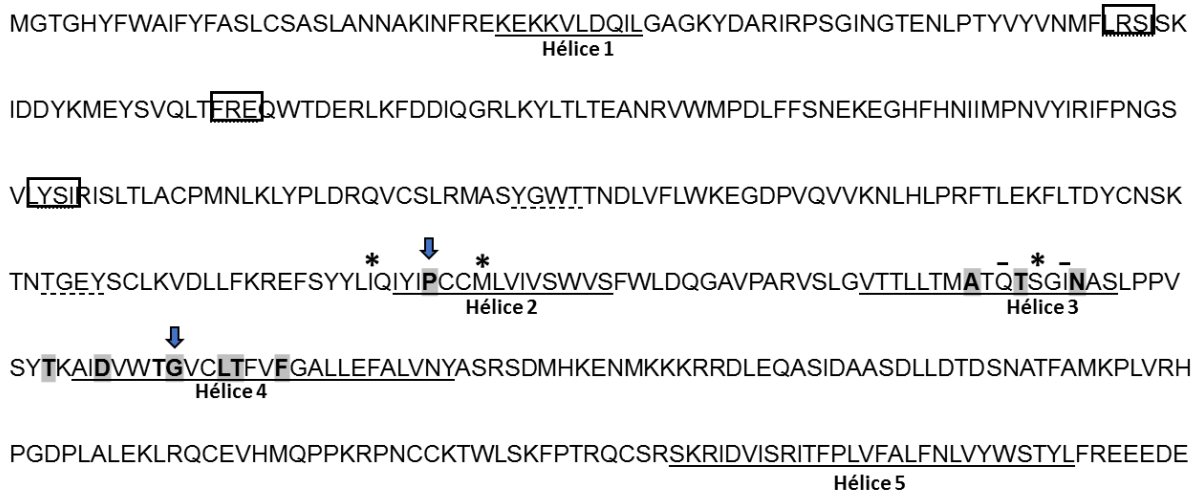 MGTGHYFWAIFYFASLCSASLANNAKINFREKEKKVLDQILGAGKYDARIRPSGINGTENLPTYVYVNMFLRSISK
Hélice 1
IDDYKMEYSVQLTFREQWTDERLKFDDIQGRLKYLTLTEANRVWMPDLFFSNEKEGHFHNIIMPNVYIRIFPNGS
VLYSIRISLTLACPMNLKLYPLDRQVCSLRMASYGWTTNDLVFLWKEGDPVQVVKNLHLPRFTLEKFLTDYCNSK
* * – * –
TNTGEYSCLKVDLLFKREFSYYLIQIYIPCCMLVIVSWVSFWLDQGAVPARVSLGVTTLLTMATQTSGINASLPPV
Hélice 2 Hélice 3
SYTKAIDVWTGVCLTFVFGALLEFALVNYASRSDMHKENMKKKRRDLEQASIDAASDLLDTDSNATFAMKPLVRH
Hélice 4
PGDPLALEKLRQCEVHMQPPKRPNCCKTWLSKFPTRQCSRSKRIDVISRITFPLVFALFNLVYWSTYLFREEEDE
Hélice 5